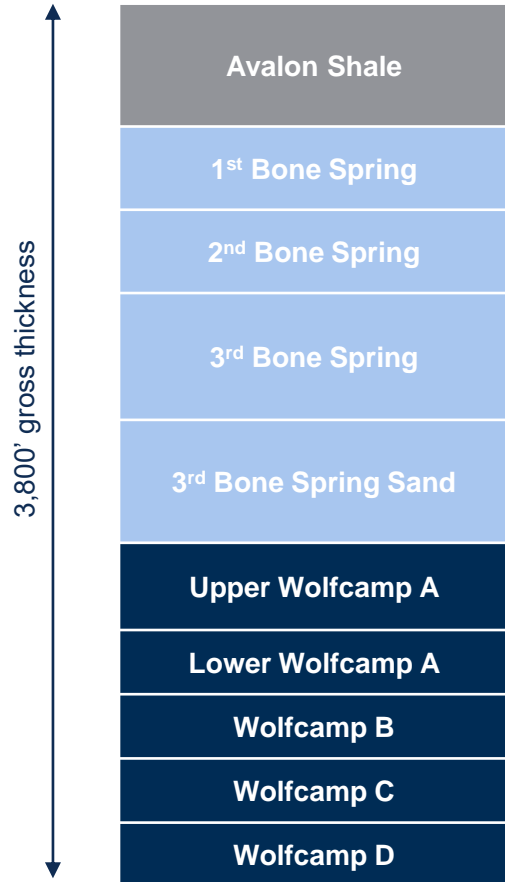 3,800’ gross thickness
Avalon Shale
1st Bone Spring
2nd Bone Spring
3rd Bone Spring
3rd Bone Spring Sand
Upper Wolfcamp A
Lower Wolfcamp A
Wolfcamp B
Wolfcamp C
Wolfcamp D